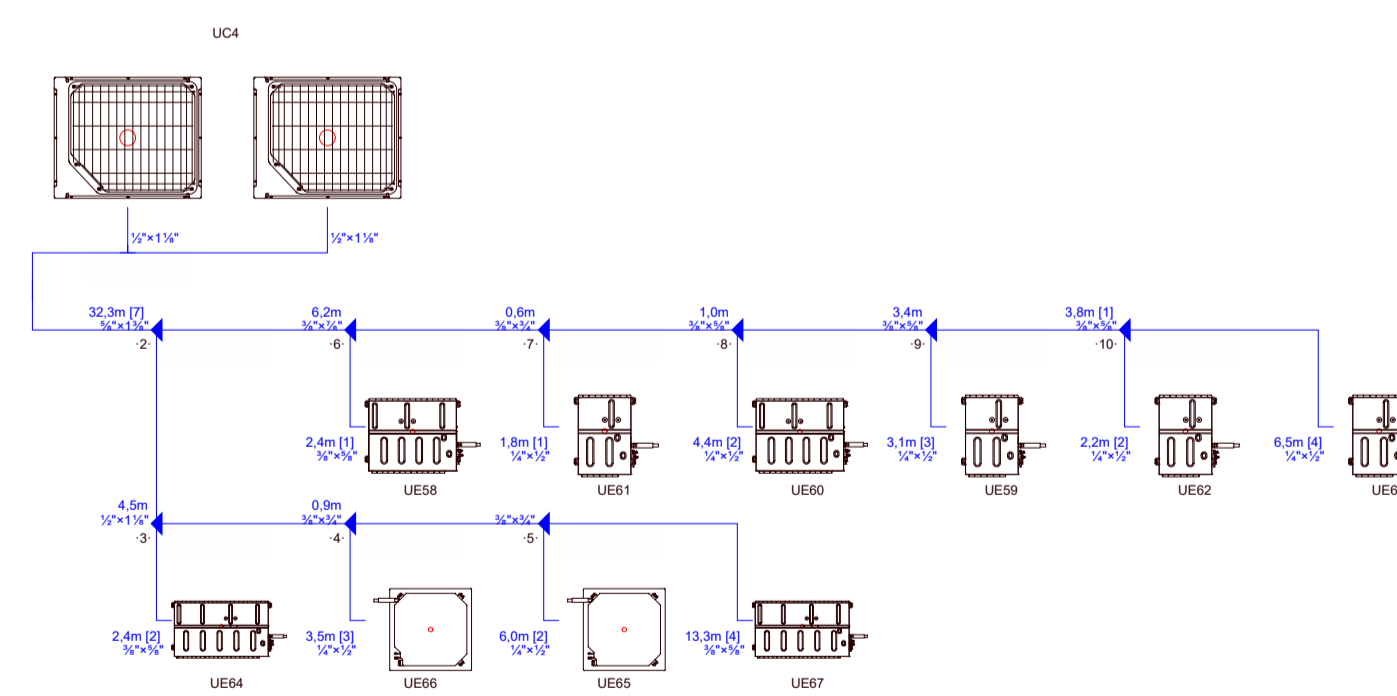 UC4
½"×1⅛"
½"×1⅛"
32,3m [7]
⅝"×1⅜"
6,2m
⅜"×⅞"
0,6m
⅜"×¾"
1,0m
⅜"×⅝"
3,4m
⅜"×⅝"
3,8m [1]
⅜"×⅝"
·2·
·6·
·7·
·8·
·9·
·10·
2,4m [1]
⅜"×⅝"
1,8m [1]
¼"×½"
4,4m [2]
¼"×½"
3,1m [3]
¼"×½"
2,2m [2]
¼"×½"
6,5m [4]
¼"×½"
UE58
UE61
UE60
UE59
UE62
UE6
4,5m
½"×1⅛"
0,9m
⅜"×¾"
⅜"×¾"
·3·
·4·
·5·
2,4m [2]
⅜"×⅝"
3,5m [3]
¼"×½"
6,0m [2]
¼"×½"
13,3m [4]
⅜"×⅝"
UE64
UE66
UE65
UE67